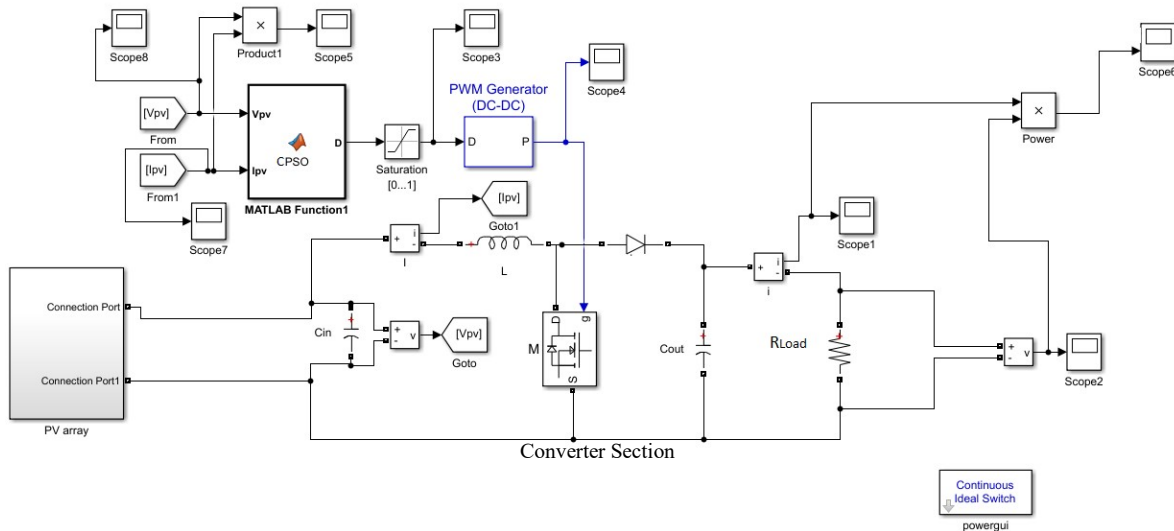 Scope8
×
Product1
Scope5
Scope3
Scope4
Scope6
PWM Generator
(DC-DC)
[Vpv]
From
Vpv
D
CPSO
Ipv
MATLAB Function1
Saturation
[0...1]
D
P
×
Power
[Ipv]
From1
Scope7
[Ipv]
Goto1
+
-
i
I
L
Scope1
+
i
-
i
Connection Port
Connection Port1
PV array
Cin
+
-
v
[Vpv]
Goto
D
g
M
S
Cout
RLoad
+
-
v
Scope2
Converter Section
Continuous
Ideal Switch
powergui